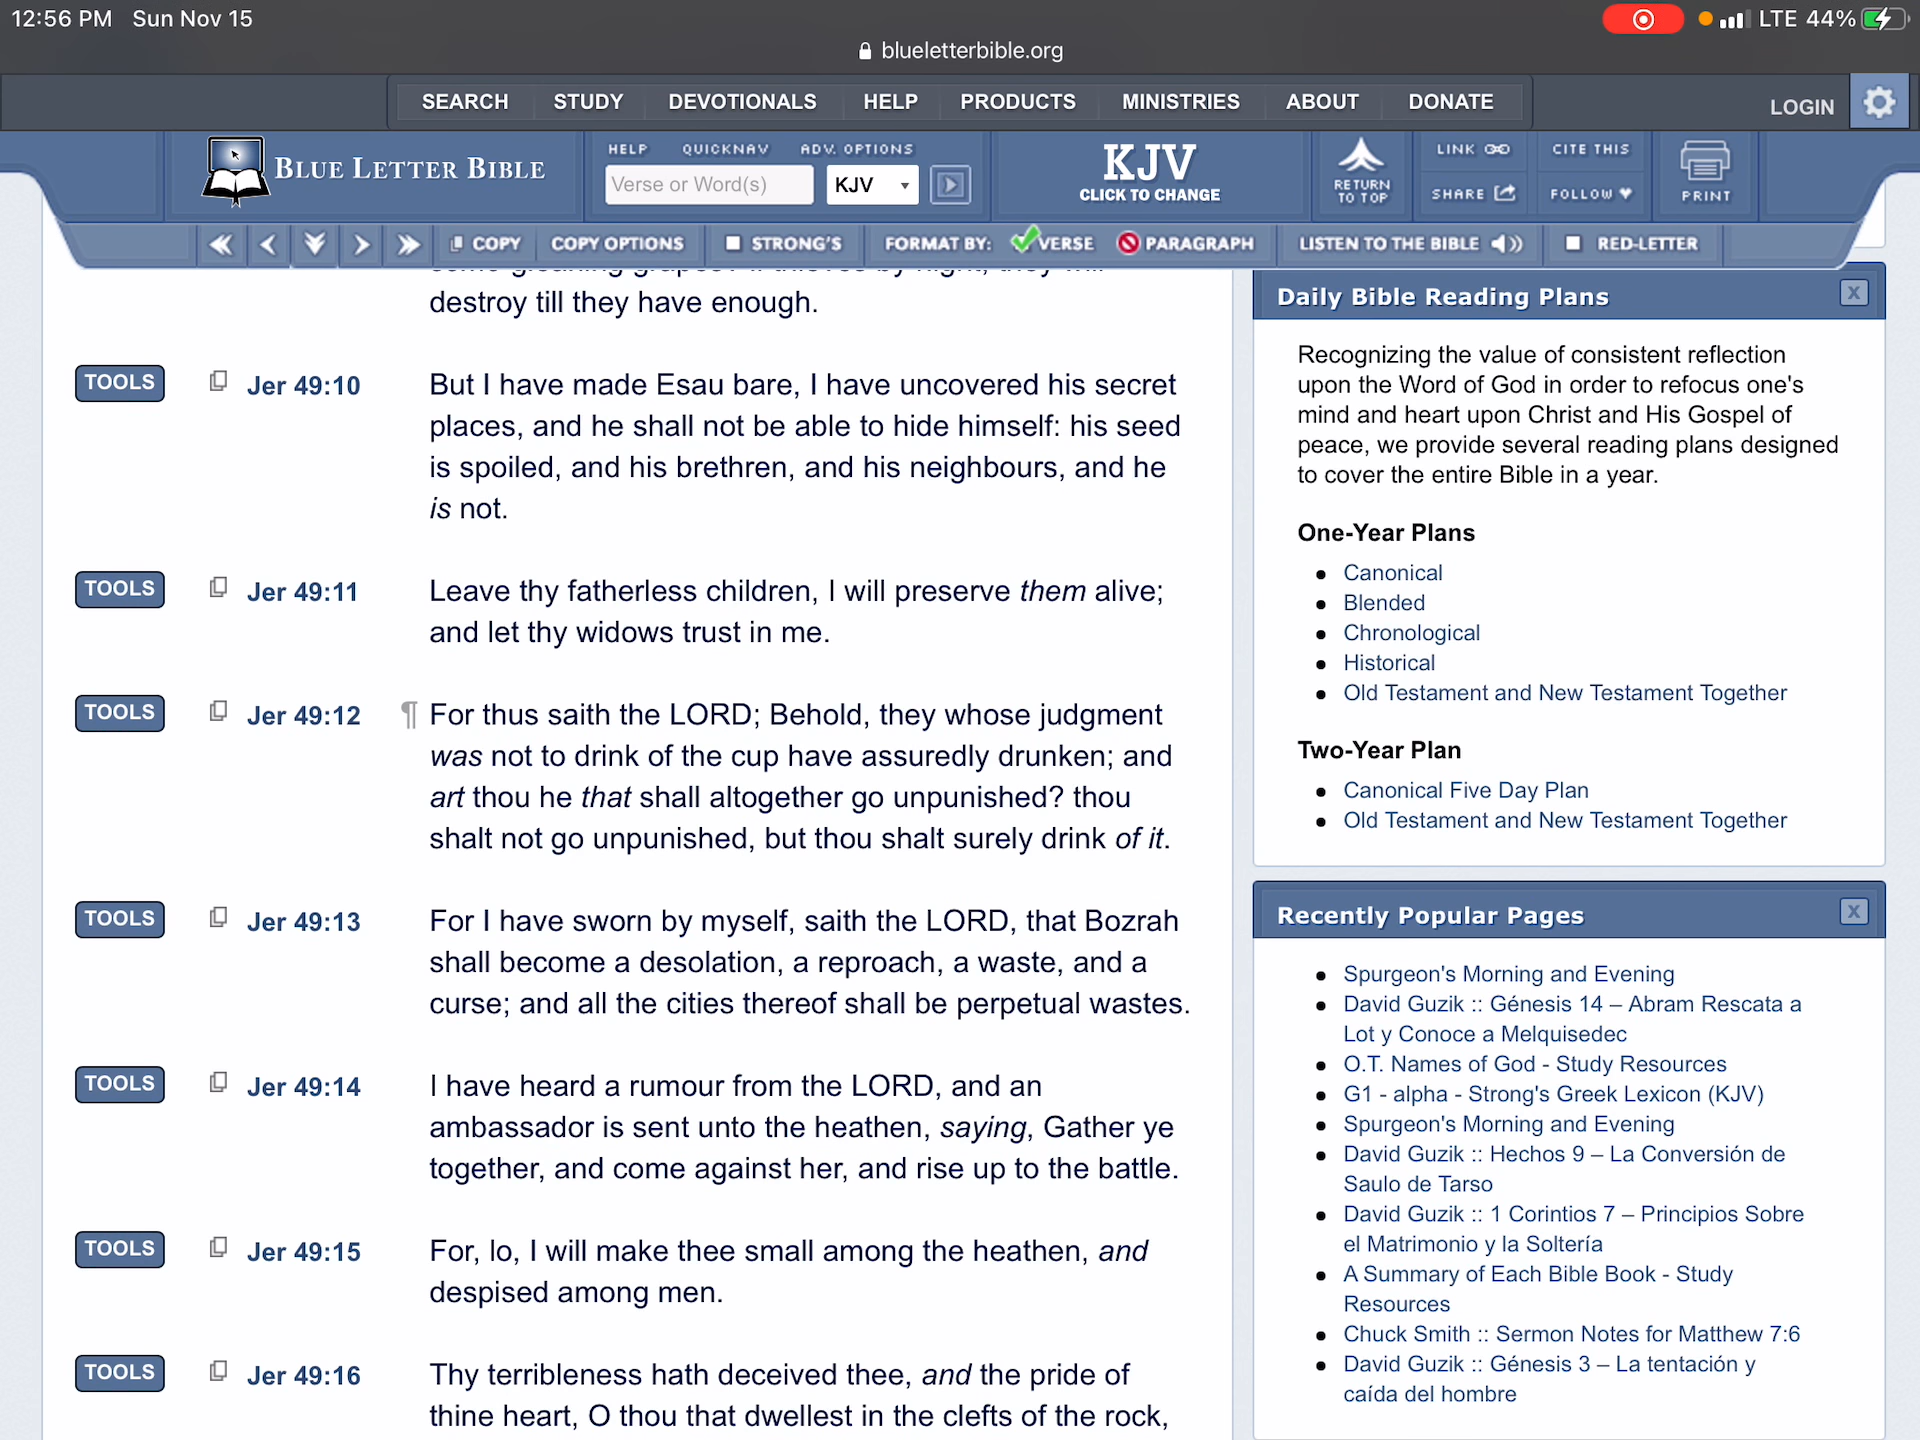 12:56 PM Sun Nov 15
LTE 44%
blueletterbible.org
SEARCH STUDY DEVOTIONALS HELP PRODUCTS MINISTRIES ABOUT DONATE
LOGIN
BLUE LETTER BIBLE
HELP QUICKNAV ADV. OPTIONS
Verse or Word(s) KJV
KJV
CLICK TO CHANGE
RETURN
TO TOP
LINK
SHARE
CITE THIS
FOLLOW
PRINT
COPY COPY OPTIONS STRONG'S FORMAT BY: VERSE PARAGRAPH LISTEN TO THE BIBLE RED-LETTER
some gleaning grapes? if thieves by night, they will
destroy till they have enough.
TOOLS Jer 49:10 But I have made Esau bare, I have uncovered his secret
places, and he shall not be able to hide himself: his seed
is spoiled, and his brethren, and his neighbours, and he
is not.
TOOLS Jer 49:11 Leave thy fatherless children, I will preserve them alive;
and let thy widows trust in me.
TOOLS Jer 49:12 ¶ For thus saith the LORD; Behold, they whose judgment
was not to drink of the cup have assuredly drunken; and
art thou he that shall altogether go unpunished? thou
shalt not go unpunished, but thou shalt surely drink of it.
TOOLS Jer 49:13 For I have sworn by myself, saith the LORD, that Bozrah
shall become a desolation, a reproach, a waste, and a
curse; and all the cities thereof shall be perpetual wastes.
TOOLS Jer 49:14 I have heard a rumour from the LORD, and an
ambassador is sent unto the heathen, saying, Gather ye
together, and come against her, and rise up to the battle.
TOOLS Jer 49:15 For, lo, I will make thee small among the heathen, and
despised among men.
TOOLS Jer 49:16 Thy terribleness hath deceived thee, and the pride of
thine heart, O thou that dwellest in the clefts of the rock,
Daily Bible Reading Plans X
Recognizing the value of consistent reflection
upon the Word of God in order to refocus one's
mind and heart upon Christ and His Gospel of
peace, we provide several reading plans designed
to cover the entire Bible in a year.
One-Year Plans
Canonical
Blended
Chronological
Historical
Old Testament and New Testament Together
Two-Year Plan
Canonical Five Day Plan
Old Testament and New Testament Together
Recently Popular Pages X
Spurgeon's Morning and Evening
David Guzik :: Génesis 14 – Abram Rescata a
Lot y Conoce a Melquisedec
O.T. Names of God - Study Resources
G1 - alpha - Strong's Greek Lexicon (KJV)
Spurgeon's Morning and Evening
David Guzik :: Hechos 9 – La Conversión de
Saulo de Tarso
David Guzik :: 1 Corintios 7 – Principios Sobre
el Matrimonio y la Soltería
A Summary of Each Bible Book - Study
Resources
Chuck Smith :: Sermon Notes for Matthew 7:6
David Guzik :: Génesis 3 – La tentación y
caída del hombre